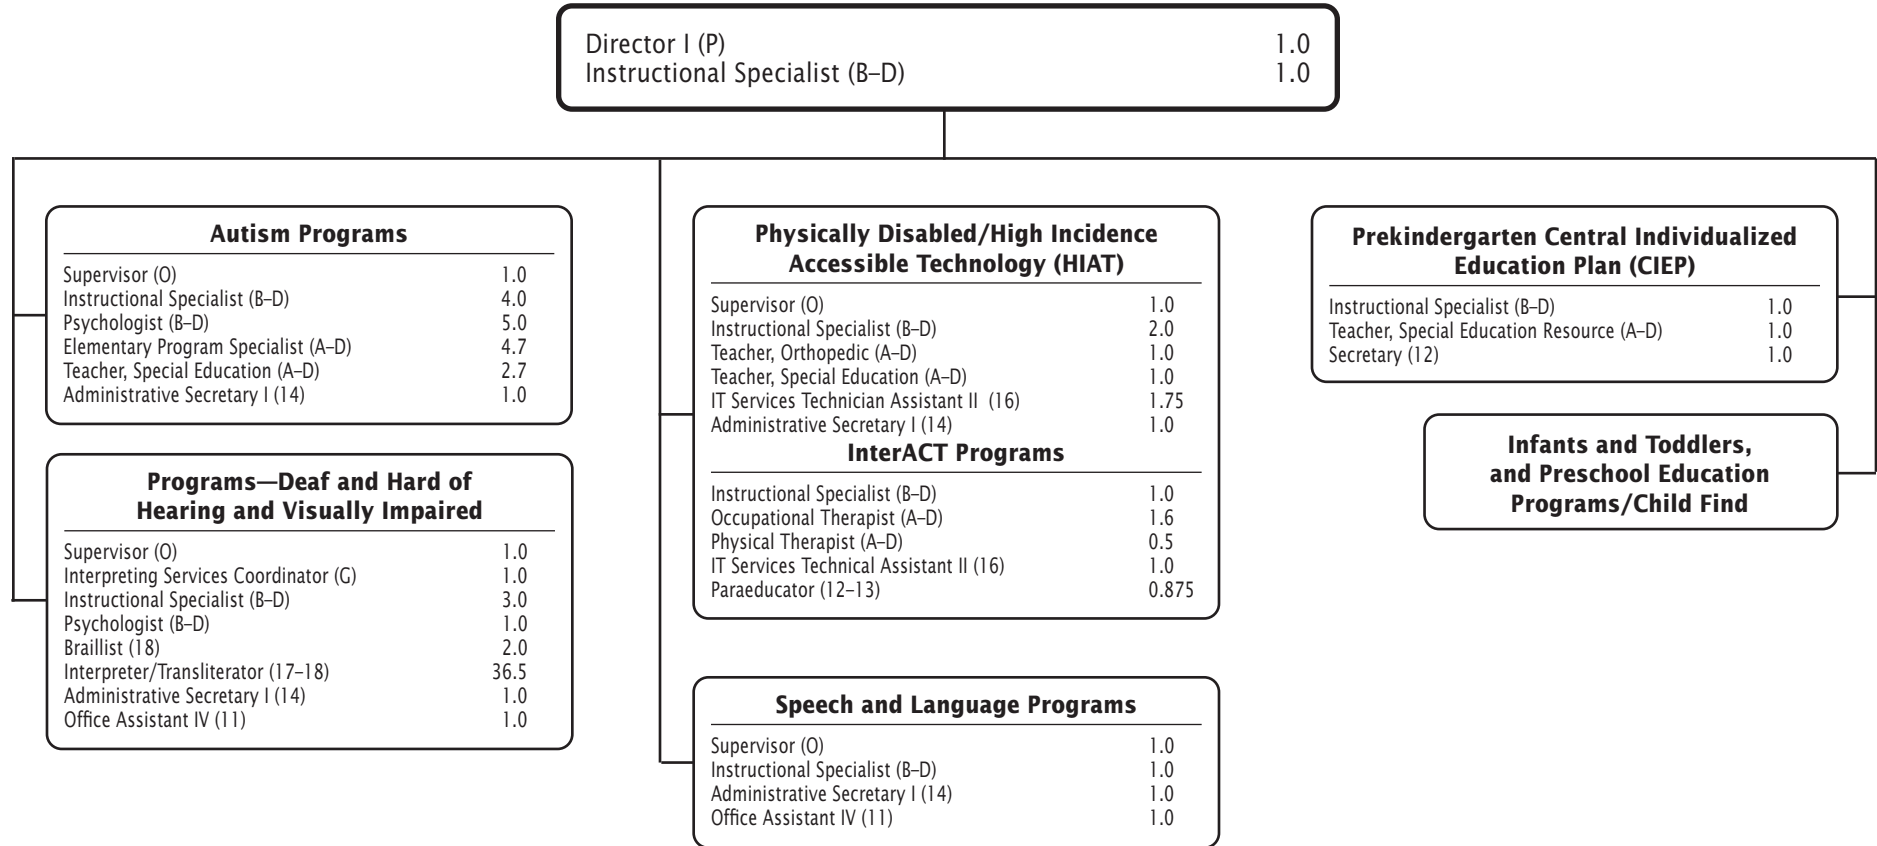 Director I (P) 1.0
Instructional Specialist (B–D) 1.0
Autism Programs
Supervisor (O) 1.0
Instructional Specialist (B–D) 4.0
Psychologist (B–D) 5.0
Elementary Program Specialist (A–D) 4.7
Teacher, Special Education (A–D) 2.7
Administrative Secretary I (14) 1.0
Programs—Deaf and Hard of
Hearing and Visually Impaired
Supervisor (O) 1.0
Interpreting Services Coordinator (G) 1.0
Instructional Specialist (B–D) 3.0
Psychologist (B–D) 1.0
Braillist (18) 2.0
Interpreter/Transliterator (17–18) 36.5
Administrative Secretary I (14) 1.0
Office Assistant IV (11) 1.0
Physically Disabled/High Incidence
Accessible Technology (HIAT)
Supervisor (O) 1.0
Instructional Specialist (B–D) 2.0
Teacher, Orthopedic (A–D) 1.0
Teacher, Special Education (A–D) 1.0
IT Services Technician Assistant II (16) 1.75
Administrative Secretary I (14) 1.0
InterACT Programs
Instructional Specialist (B–D) 1.0
Occupational Therapist (A–D) 1.6
Physical Therapist (A–D) 0.5
IT Services Technical Assistant II (16) 1.0
Paraeducator (12–13) 0.875
Speech and Language Programs
Supervisor (O) 1.0
Instructional Specialist (B–D) 1.0
Administrative Secretary I (14) 1.0
Office Assistant IV (11) 1.0
Prekindergarten Central Individualized
Education Plan (CIEP)
Instructional Specialist (B–D) 1.0
Teacher, Special Education Resource (A–D) 1.0
Secretary (12) 1.0
Infants and Toddlers,
and Preschool Education
Programs/Child Find